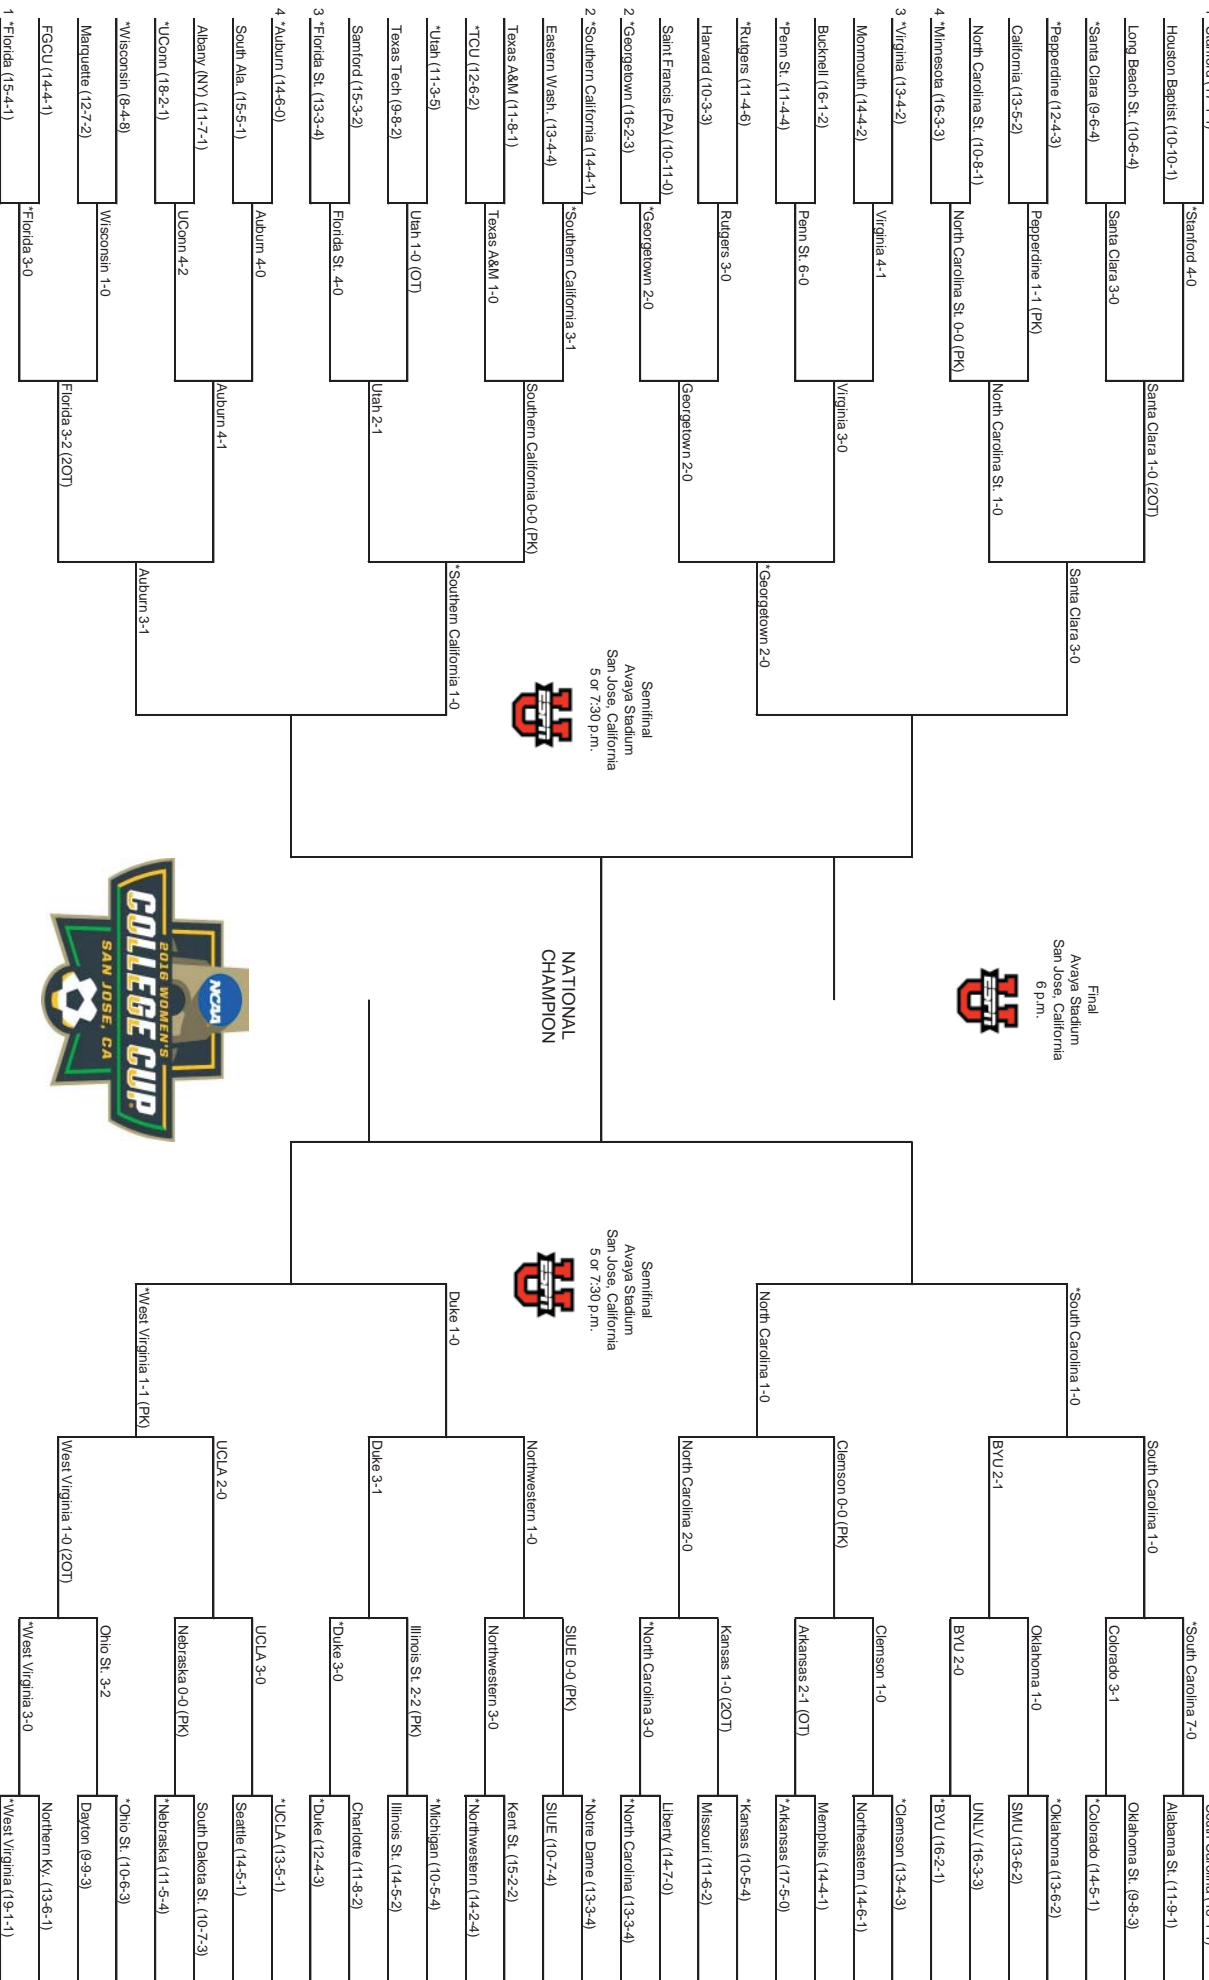 Houston Baptist (10-10-1)
Long Beach St. (10-6-4)
*Santa Clara (9-6-4)
*Pepperdine (12-4-3)
California (13-5-2)
North Carolina St. (10-8-1)
4 *Minnesota (16-3-3)
3 *Virginia (13-4-2)
Monmouth (14-4-2)
Bucknell (16-1-2)
*Penn St. (11-4-4)
*Rutgers (11-4-6)
Harvard (10-3-3)
Saint Francis (PA) (10-11-0)
2 *Georgetown (16-2-3)
2 *Southern California (14-4-1)
Eastern Wash. (13-4-4)
Texas A&M (11-8-1)
*TCU (12-6-2)
*Utah (11-3-5)
Texas Tech (9-8-2)
Samford (15-3-2)
3 *Florida St. (13-3-4)
4 *Auburn (14-6-0)
South Ala. (15-5-1)
Albany (NY) (11-7-1)
*UConn (18-2-1)
*Wisconsin (8-4-8)
Marquette (12-7-2)
FGCU (14-4-1)
1 *Florida (15-4-1)
*Stanford 4-0
Santa Clara 3-0
Pepperdine 1-1 (PK)
North Carolina St. 0-0 (PK)
Virginia 4-1
Penn St. 6-0
Rutgers 3-0
*Georgetown 2-0
*Southern California 3-1
Texas A&M 1-0
Utah 1-0 (OT)
Florida St. 4-0
Auburn 4-0
UConn 4-2
Wisconsin 1-0
*Florida 3-0
Santa Clara 1-0 (2OT)
North Carolina St. 1-0
Virginia 3-0
Georgetown 2-0
Southern California 0-0 (PK)
Utah 2-1
Auburn 4-1
Florida 3-2 (2OT)
Santa Clara 3-0
*Georgetown 2-0
*Southern California 1-0
Auburn 3-1
Semifinal
Avaya Stadium
San Jose, California
5 or 7:30 p.m.
ESPN
U
Final
Avaya Stadium
San Jose, California
6 p.m.
ESPN
U
NATIONAL
CHAMPION
NCAA
2016 WOMEN'S
COLLEGE CUP
SAN JOSE, CA
Semifinal
Avaya Stadium
San Jose, California
5 or 7:30 p.m.
ESPN
U
*South Carolina 1-0
North Carolina 1-0
Duke 1-0
*West Virginia 1-1 (PK)
South Carolina 1-0
BYU 2-1
Clemson 0-0 (PK)
North Carolina 2-0
Northwestern 1-0
Duke 3-1
UCLA 2-0
West Virginia 1-0 (2OT)
*South Carolina 7-0
Colorado 3-1
Oklahoma 1-0
BYU 2-0
Clemson 1-0
Arkansas 2-1 (OT)
Kansas 1-0 (2OT)
*North Carolina 3-0
SIUE 0-0 (PK)
Northwestern 3-0
Illinois St. 2-2 (PK)
*Duke 3-0
UCLA 3-0
Nebraska 0-0 (PK)
Ohio St. 3-2
*West Virginia 3-0
Alabama St. (11-9-1)
Oklahoma St. (9-8-3)
*Colorado (14-5-1)
*Oklahoma (13-6-2)
SMU (13-6-2)
UNLV (16-3-3)
*BYU (16-2-1)
*Clemson (13-4-3)
Northeastern (14-6-1)
Memphis (14-4-1)
*Arkansas (17-5-0)
*Kansas (10-5-4)
Missouri (11-6-2)
Liberty (14-7-0)
*North Carolina (13-3-4)
*Notre Dame (13-3-4)
SIUE (10-7-4)
Kent St. (15-2-2)
*Northwestern (14-2-4)
*Michigan (10-5-4)
Illinois St. (14-5-2)
Charlotte (11-8-2)
*Duke (12-4-3)
*UCLA (13-5-1)
Seattle (14-5-1)
South Dakota St. (10-7-3)
*Nebraska (11-5-4)
*Ohio St. (10-6-3)
Dayton (9-9-3)
Northern Ky. (13-6-1)
*West Virginia (19-1-1)